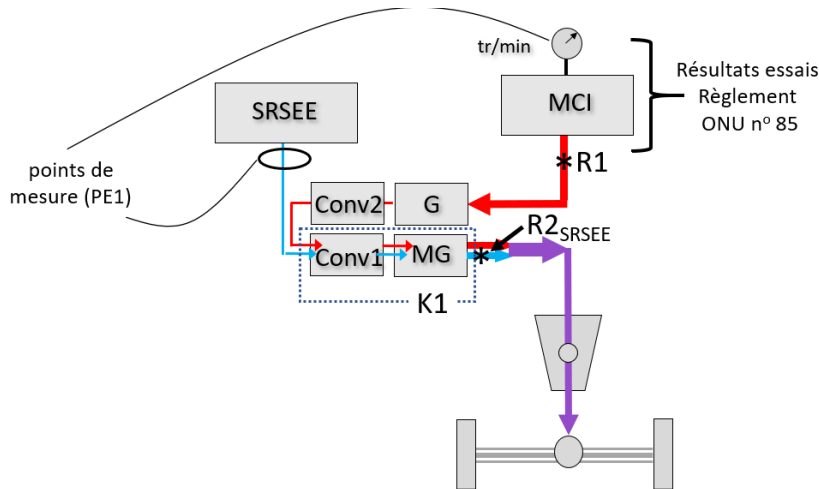 tr/min
SRSEE
MCI
Résultats essais
Règlement
ONU nº 85
points de
mesure (PE1)
*R1
Conv2
G
Conv1
MG
*
R2SRSEE
K1